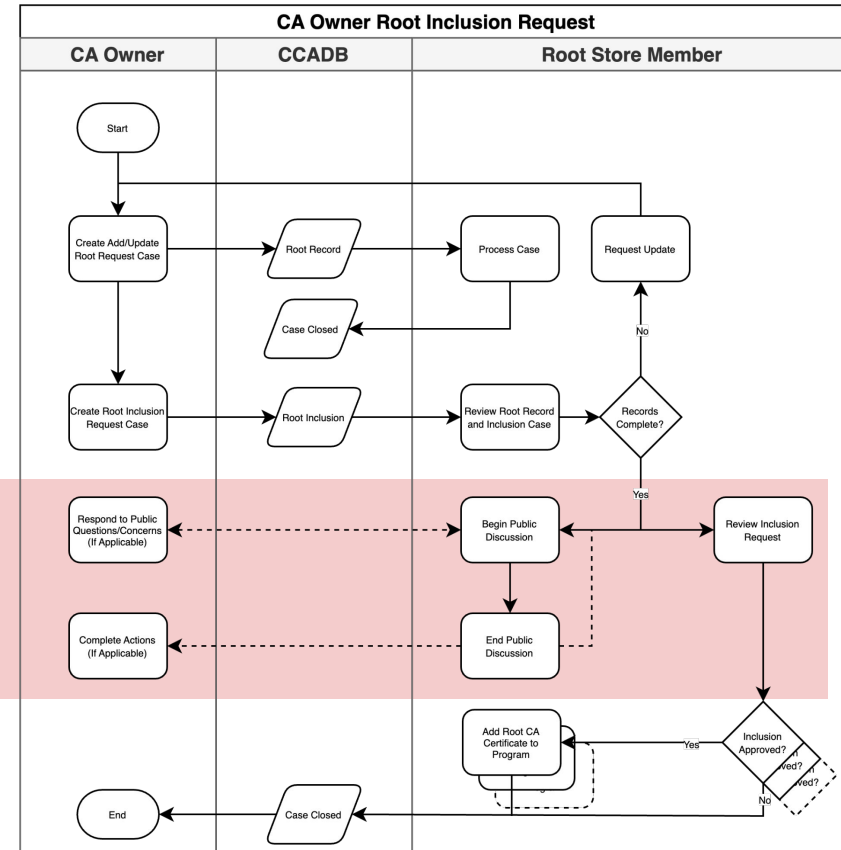 CA Owner Root Inclusion Request
CA Owner
CCADB
Root Store Member
Start
Create Add/Update
Root Request Case
Root Record
Process Case
Request Update
Case Closed
No
Create Root Inclusion
Request Case
Root Inclusion
Review Root Record
and Inclusion Case
Records
Complete?
Yes
Respond to Public
Questions/Concerns
(If Applicable)
Begin Public
Discussion
Review Inclusion
Request
Complete Actions
(If Applicable)
End Public
Discussion
Add Root CA
Certificate to
Program
Yes
Inclusion
Approved?
No
End
Case Closed